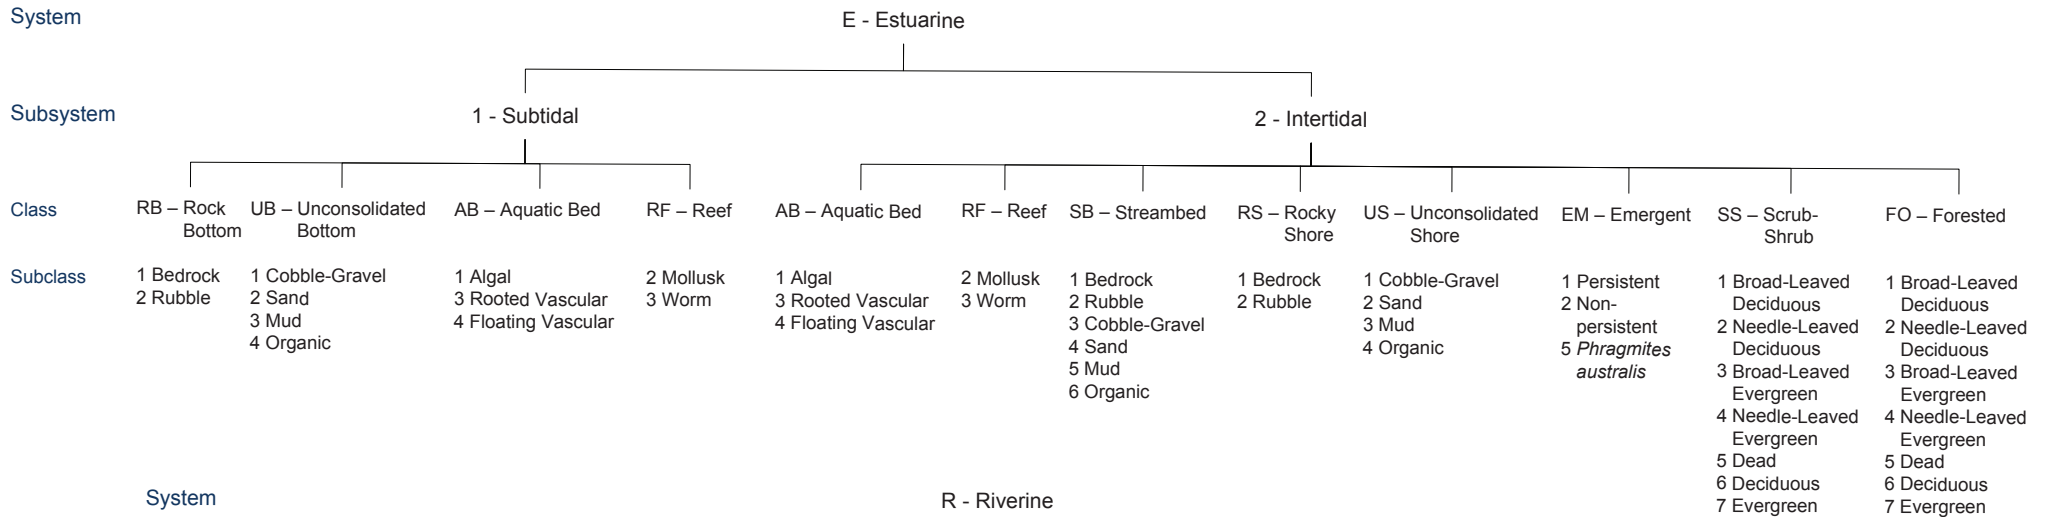 System
E - Estuarine
Subsystem
1 - Subtidal
2 - Intertidal
Class
RB – Rock
Bottom
UB – Unconsolidated
Bottom
AB – Aquatic Bed
RF – Reef
AB – Aquatic Bed
RF – Reef
SB – Streambed
RS – Rocky
Shore
US – Unconsolidated
Shore
EM – Emergent
SS – Scrub-
Shrub
FO – Forested
Subclass
1 Bedrock
2 Rubble
1 Cobble-Gravel
2 Sand
3 Mud
4 Organic
1 Algal
3 Rooted Vascular
4 Floating Vascular
2 Mollusk
3 Worm
1 Algal
3 Rooted Vascular
4 Floating Vascular
2 Mollusk
3 Worm
1 Bedrock
2 Rubble
3 Cobble-Gravel
4 Sand
5 Mud
6 Organic
1 Bedrock
2 Rubble
1 Cobble-Gravel
2 Sand
3 Mud
4 Organic
1 Persistent
2 Non-
persistent
5 Phragmites
australis
1 Broad-Leaved
Deciduous
2 Needle-Leaved
Deciduous
3 Broad-Leaved
Evergreen
4 Needle-Leaved
Evergreen
5 Dead
6 Deciduous
7 Evergreen
1 Broad-Leaved
Deciduous
2 Needle-Leaved
Deciduous
3 Broad-Leaved
Evergreen
4 Needle-Leaved
Evergreen
5 Dead
6 Deciduous
7 Evergreen
System
R - Riverine